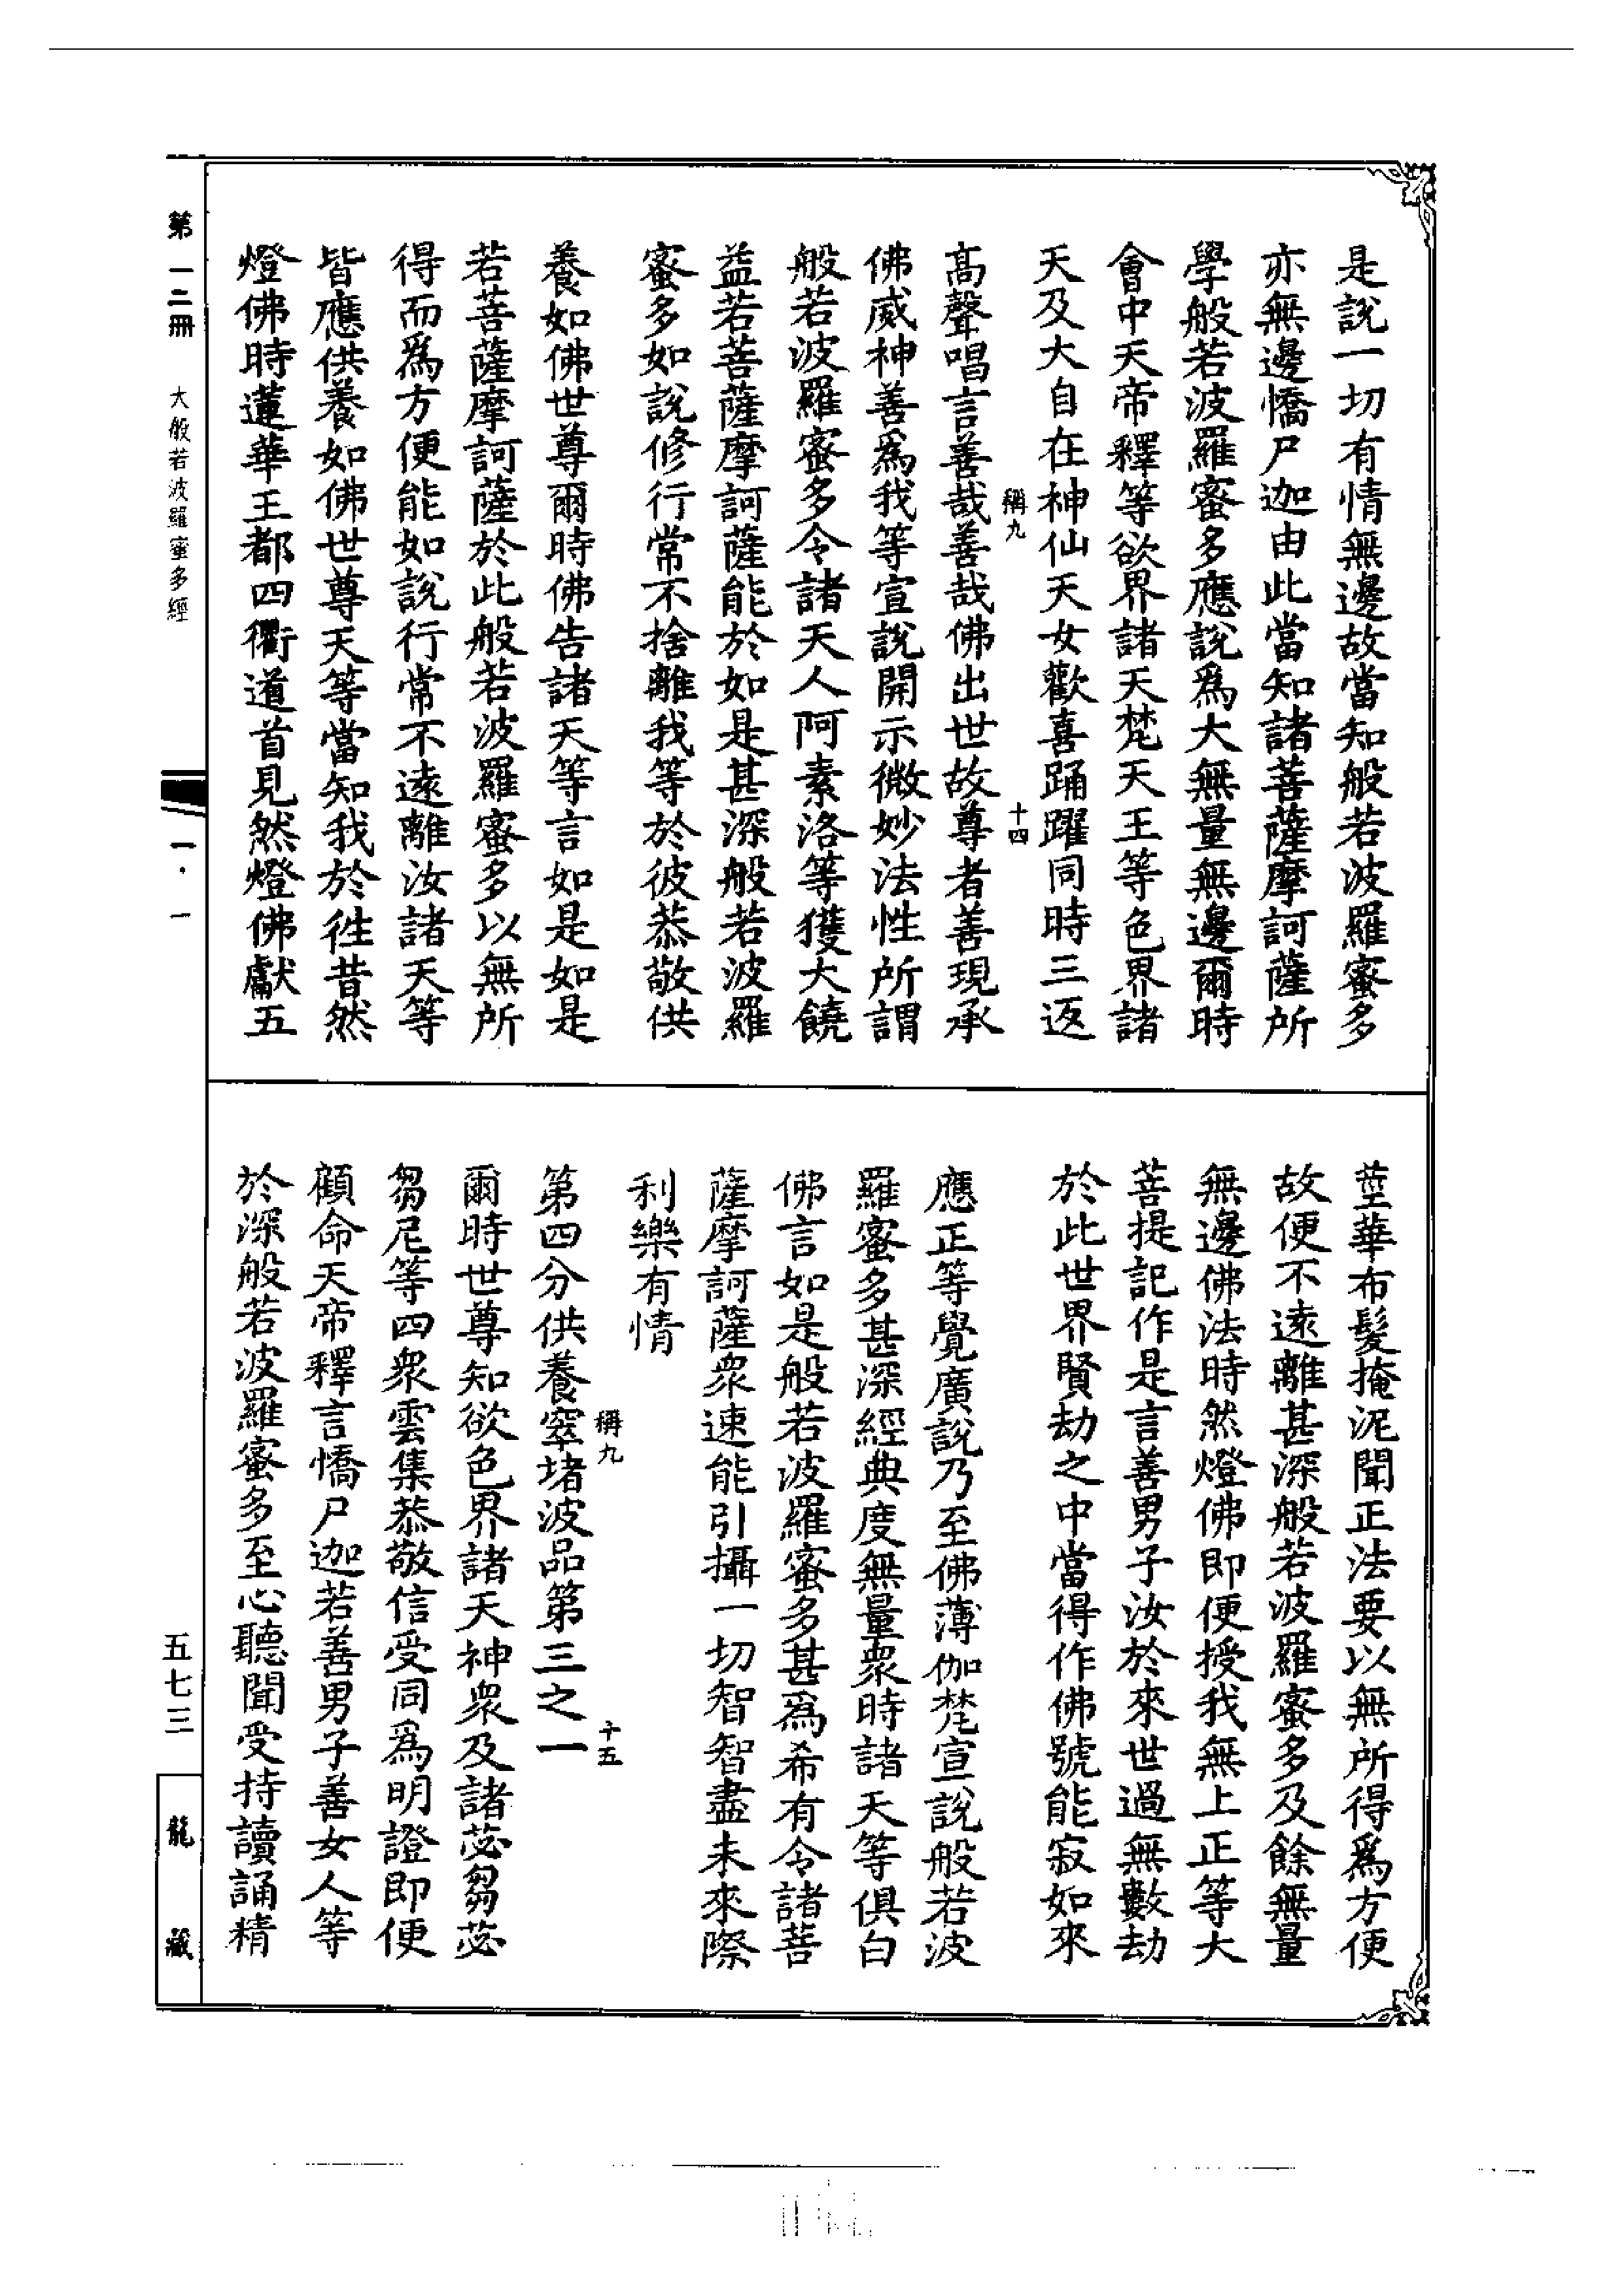 是說一切有情無邊故當知般若波羅蜜多
亦無邊憍尸迦由此當知諸菩薩摩訶薩所
學般若波羅蜜多應說爲大無量無邊爾時
會中天帝釋等欲界諸天梵天王等色界諸
天及大自在神仙天女歡喜踊躍同時三返
稱九
十四
高聲唱言善哉善哉佛出世故尊者善現承
佛威神善爲我等宣說開示微妙法性所謂
般若波羅蜜多令諸天人阿素洛等獲大饒
益若菩薩摩訶薩能於如是甚深般若波羅
蜜多如說修行常不捨離我等於彼恭敬供
養如佛世尊爾時佛告諸天等言如是如是
若菩薩摩訶薩於此般若波羅蜜多以無所
得而爲方便能如說行常不遠離汝諸天等
皆應供養如佛世尊天等當知我於往昔然
燈佛時蓮華王都四衢道首見然燈佛獻五
莖華布髮掩泥聞正法要以無所得爲方便
故便不遠離甚深般若波羅蜜多及餘無量
無邊佛法時然燈佛即便授我無上正等大
菩提記作是言善男子汝於來世過無數劫
於此世界賢劫之中當得作佛號能寂如來
應正等覺廣說乃至佛薄伽梵宣說般若波
羅蜜多甚深經典度無量衆時諸天等俱白
佛言如是般若波羅蜜多甚爲希有令諸菩
薩摩訶薩衆速能引攝一切智智盡未來際
利樂有情
稱九
十五
第四分供養窣堵波品第三之一
爾時世尊知欲色界諸天神衆及諸苾芻苾
芻尼等四衆雲集恭敬信受同爲明證即便
顧命天帝釋言憍尸迦若善男子善女人等
於深般若波羅蜜多至心聽聞受持讀誦精
第一二冊
大般若波羅蜜多經
一·一
五七三
龍藏